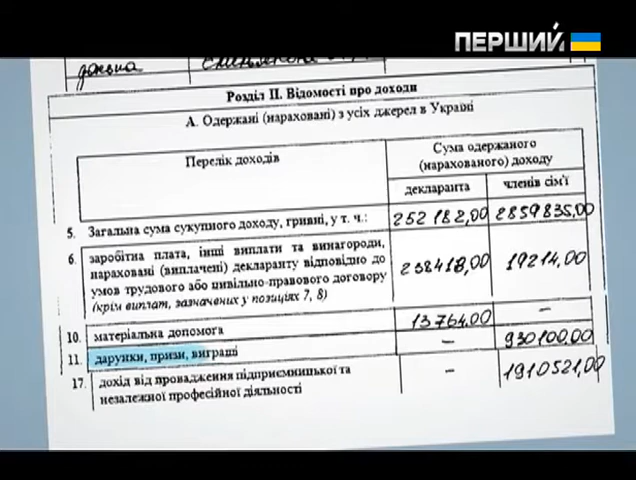 ПЕРШИЙ
Розділ II. Відомості про доходи
А. Одержані (нараховані) з усіх джерел в Україні
Перелік доходів
Сума одержаного
(нарахованого) доходу
декларанта
членів сім'ї
5. Загальна сума сукупного доходу, гривні, у т. ч.: 252 182,00 2859835,00
6. заробітна плата, інші виплати та винагороди,
нараховані (виплачені) декларанту відповідно до
умов трудового або цивільно-правового договору
(крім виплат, зазначених у позиціях 7, 8)
238418,00 19214,00
10. матеріальна допомога 13764.00 –
11. дарунки, призи, виграші – 930100.00
17. дохід від провадження підприємницької та
незалежної професійної діяльності
– 1910521,00